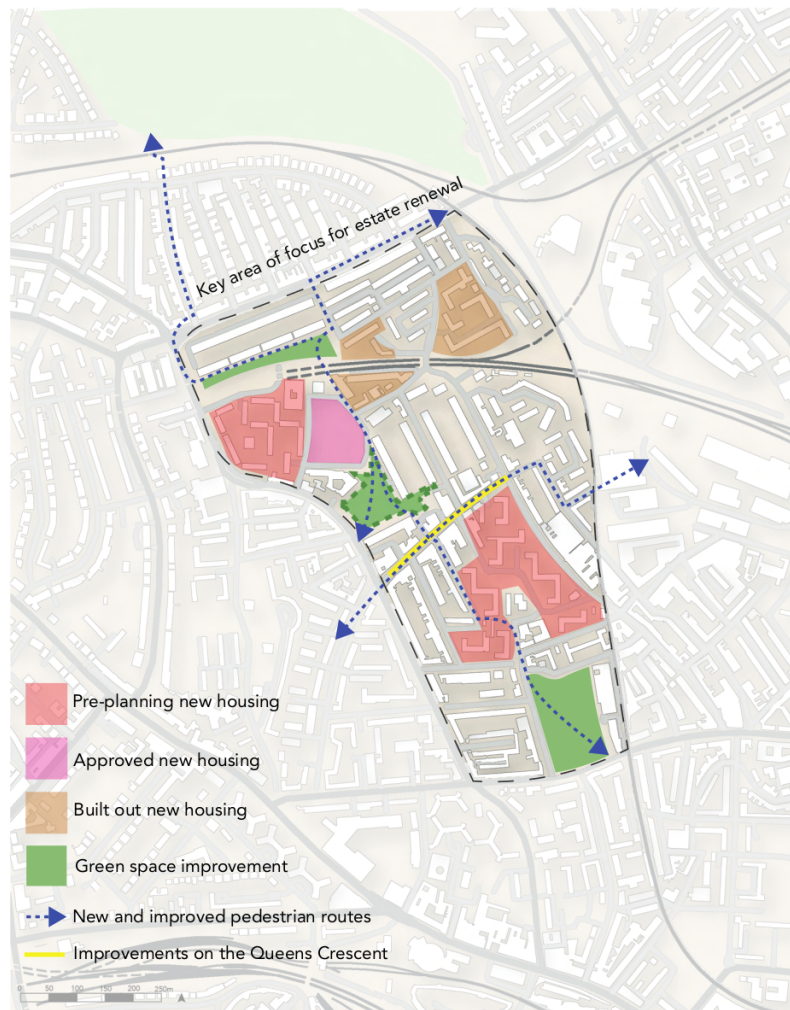 Key area of focus for estate renewal
Pre-planning new housing
Approved new housing
Built out new housing
Green space improvement
New and improved pedestrian routes
Improvements on the Queens Crescent
0 50 100 150 200 250m